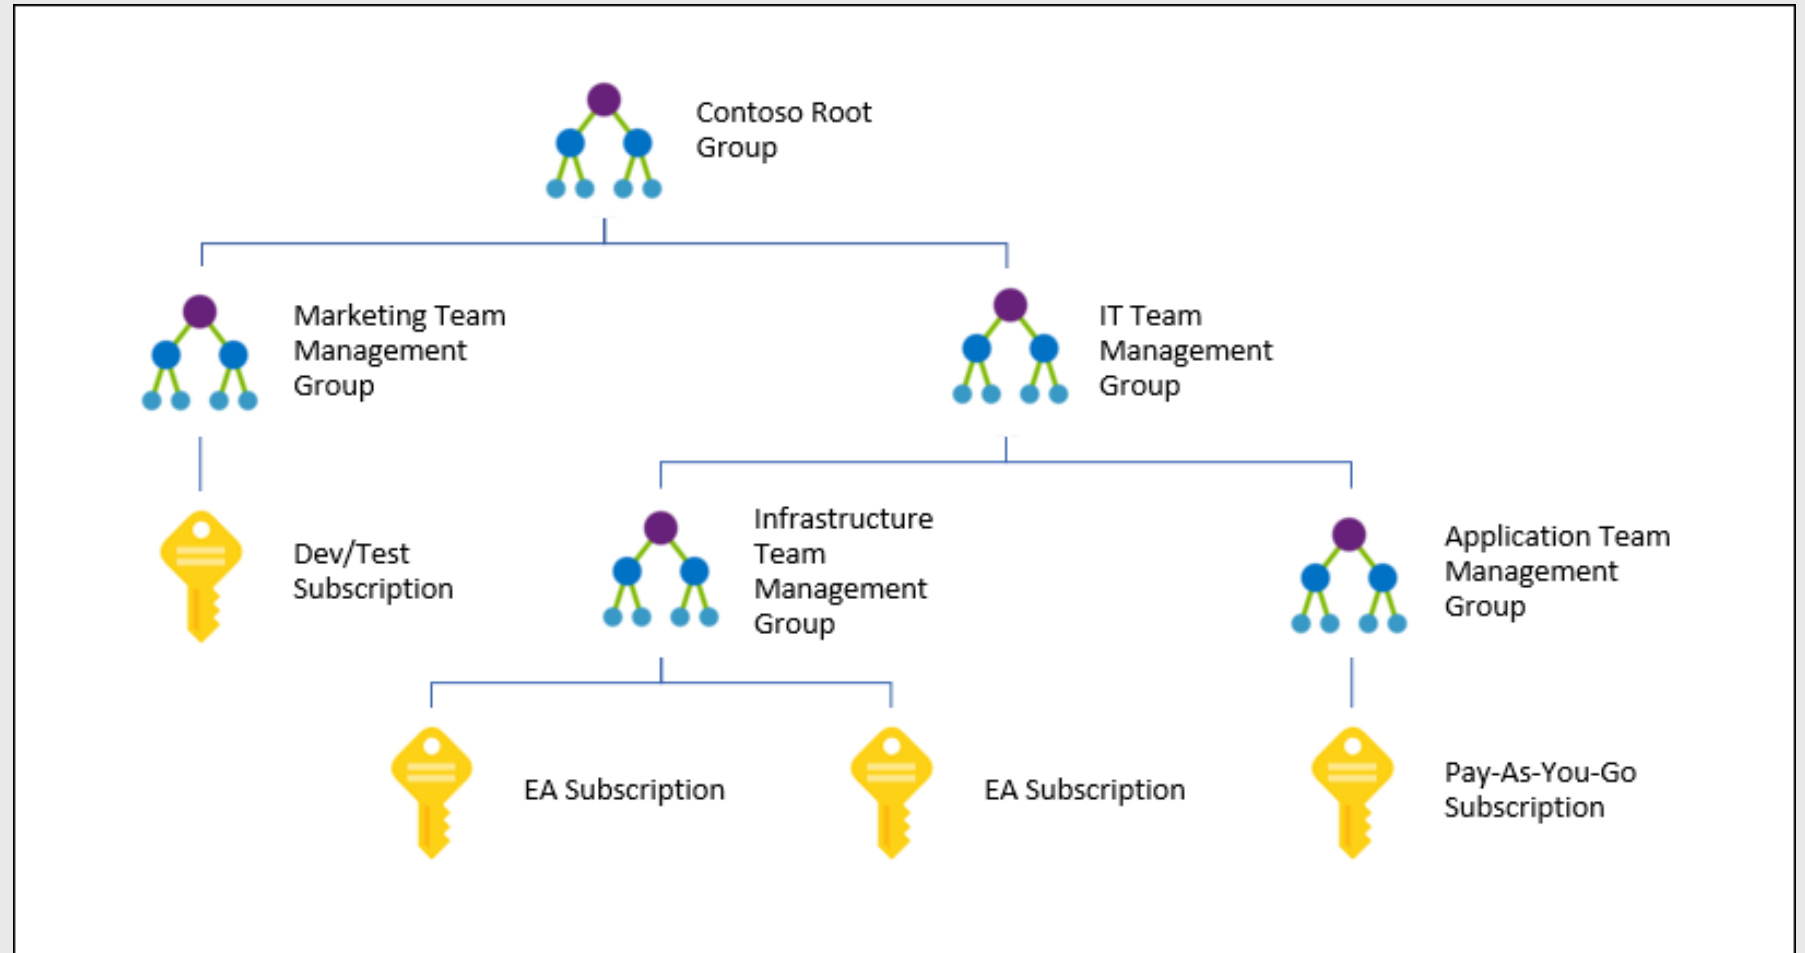 Contoso Root
Group
Marketing Team
Management
Group
IT Team
Management
Group
Dev/Test
Subscription
Infrastructure
Team
Management
Group
Application Team
Management
Group
EA Subscription
EA Subscription
Pay-As-You-Go
Subscription